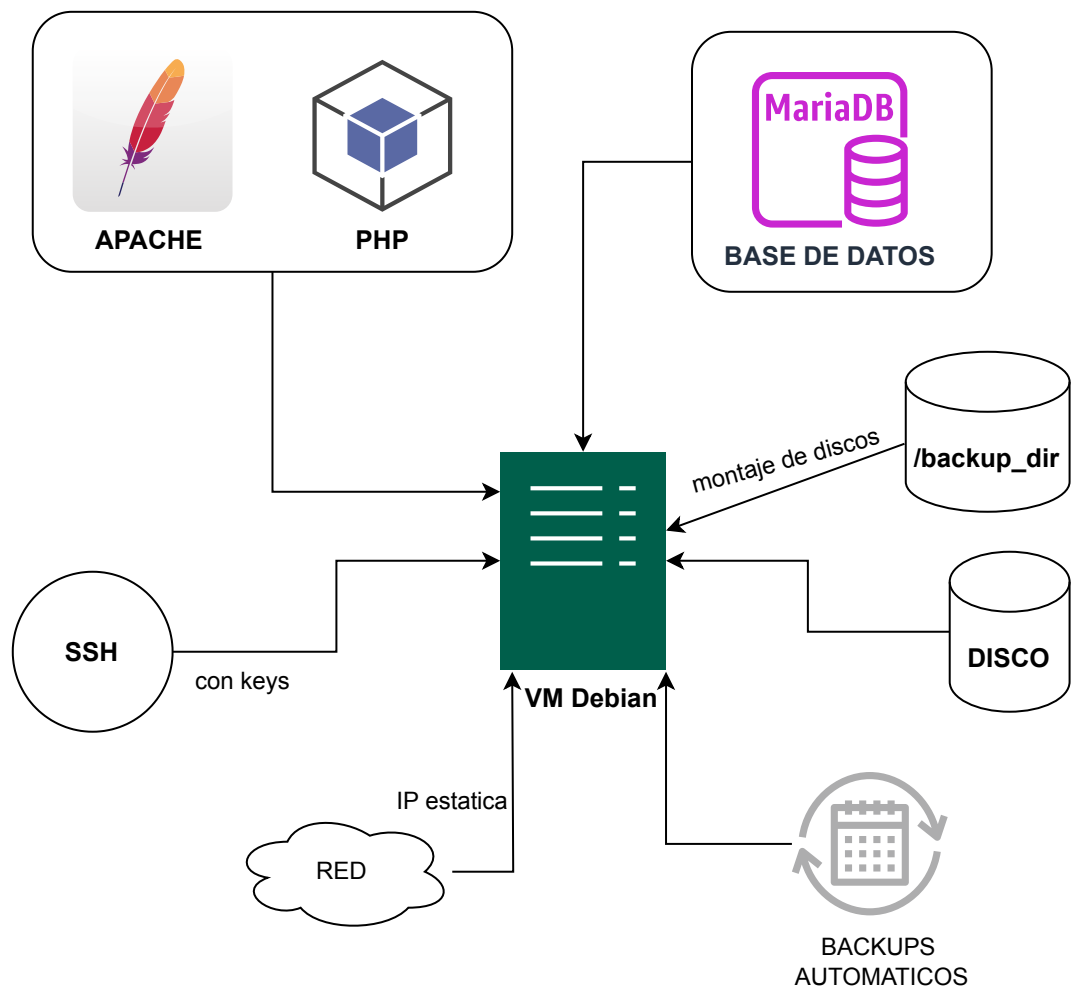 APACHE
PHP
MariaDB
BASE DE DATOS
/backup_dir
montaje de discos
SSH
con keys
DISCO
VM Debian
IP estatica
RED
BACKUPS
AUTOMATICOS